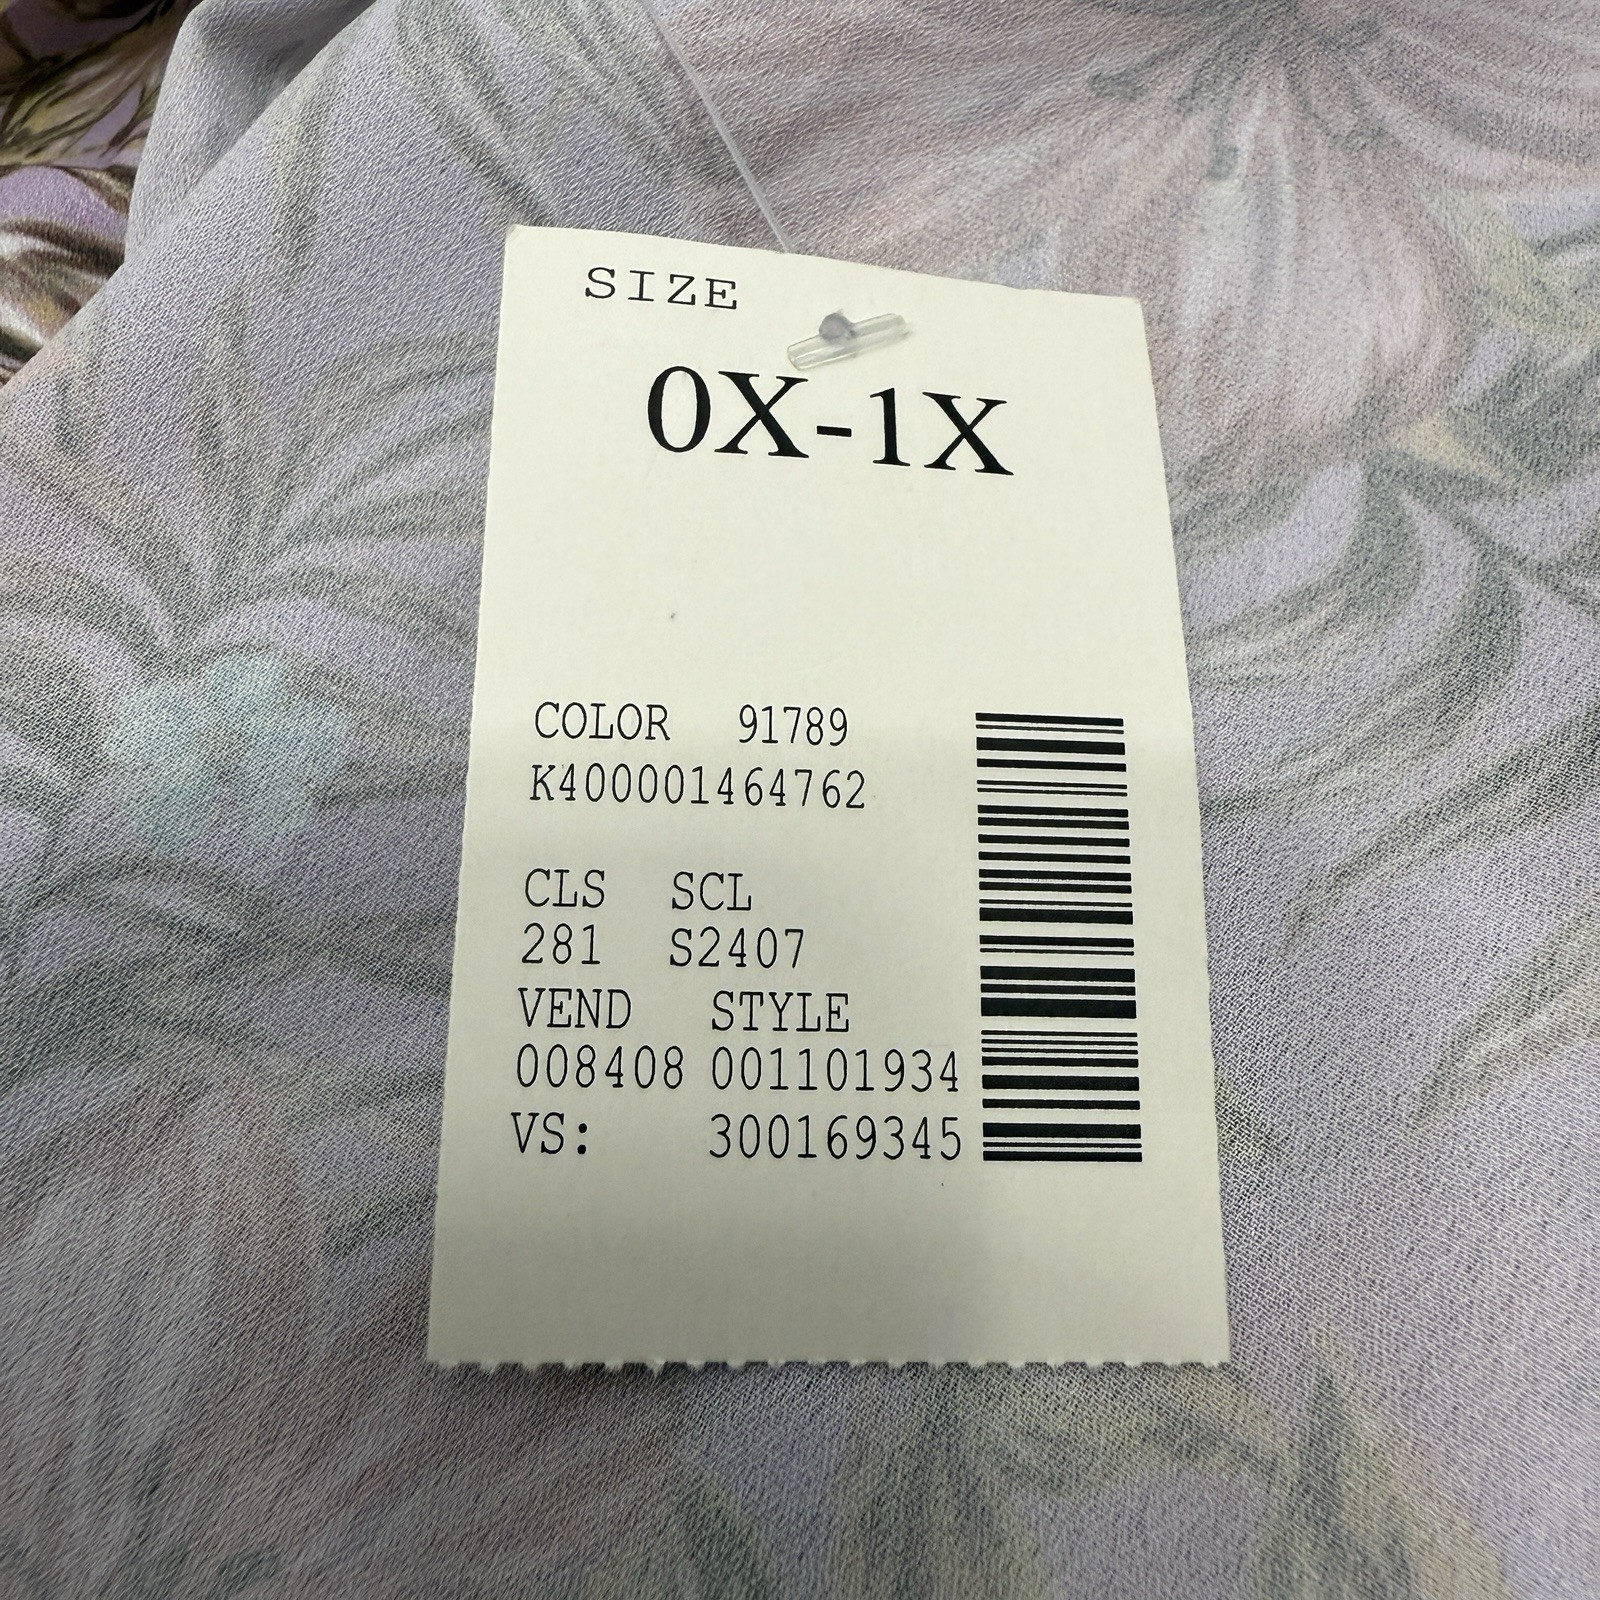 SIZE
0X-1X
COLOR 91789
K400001464762
CLS SCL
281 S2407
VEND STYLE
008408 001101934
VS: 300169345